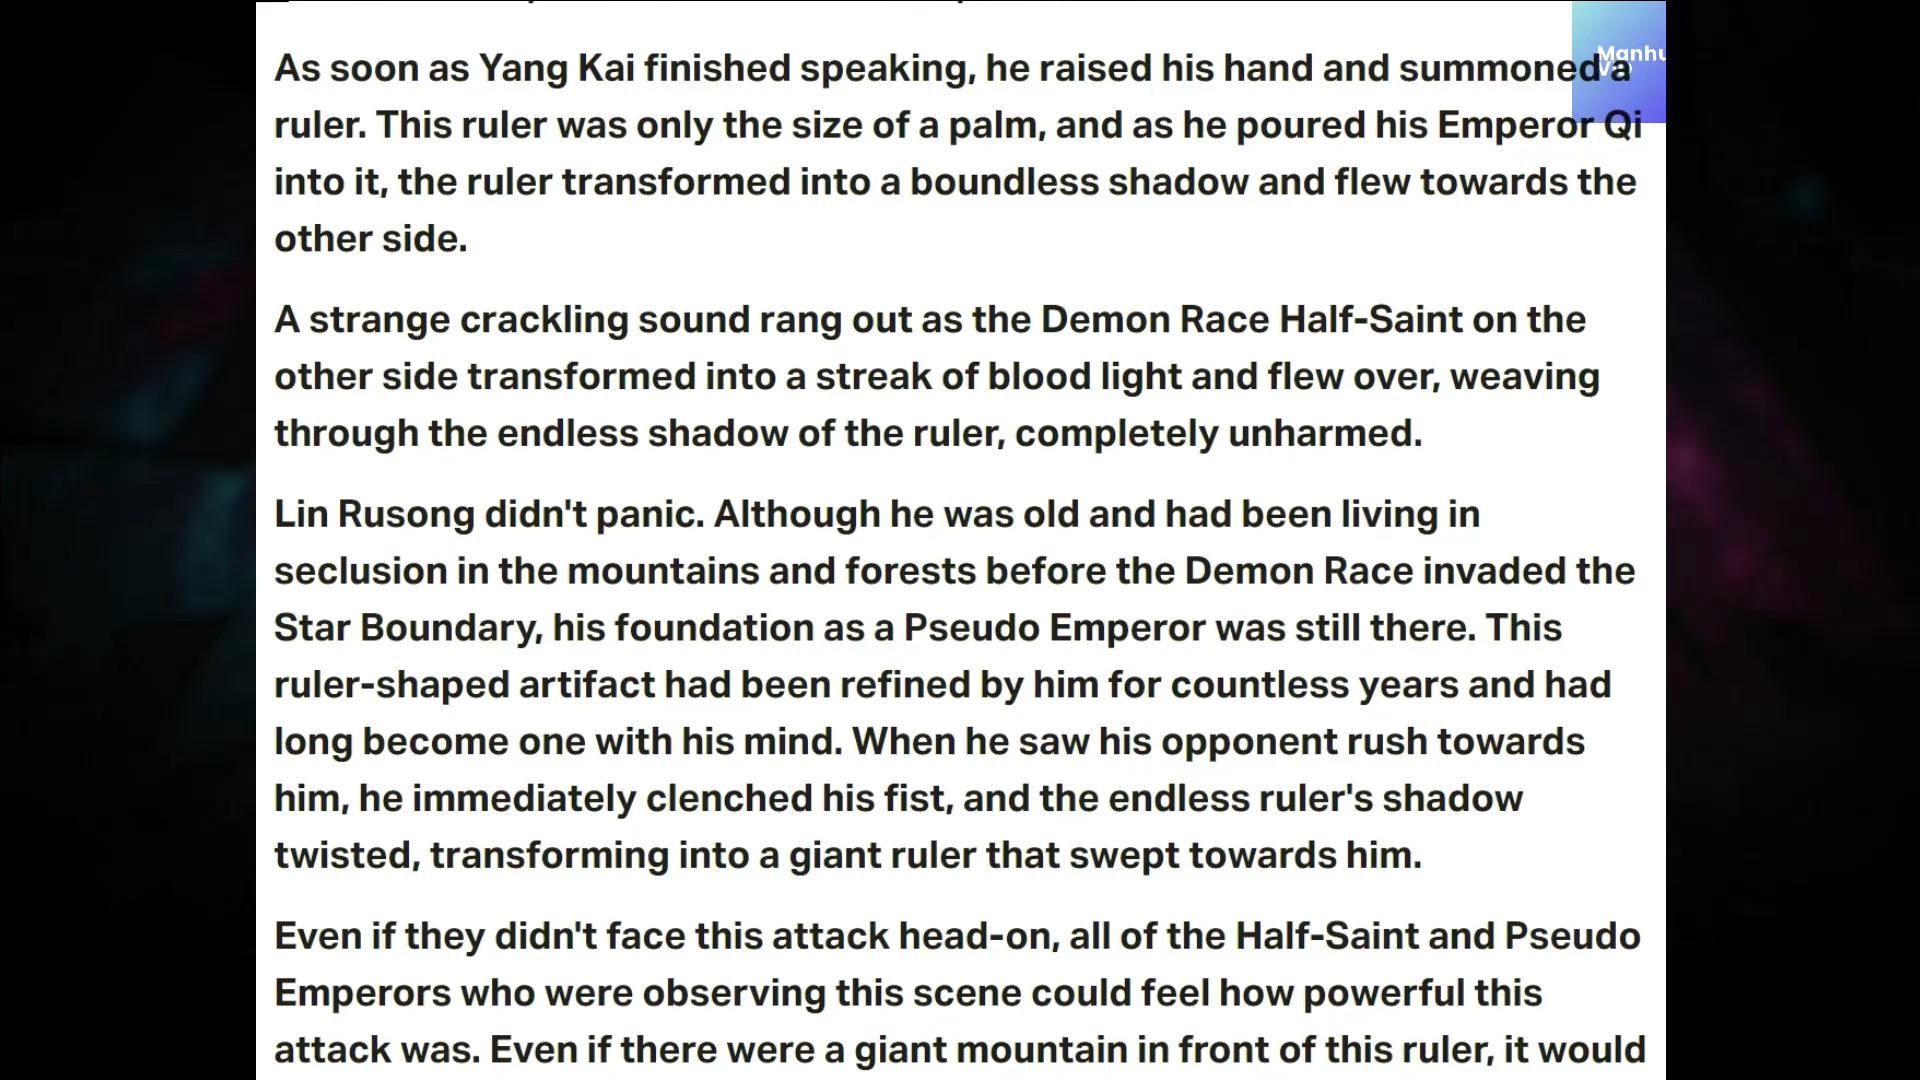 Manhu
As soon as Yang Kai finished speaking, he raised his hand and summoned a
ruler. This ruler was only the size of a palm, and as he poured his Emperor Qi
into it, the ruler transformed into a boundless shadow and flew towards the
other side.
A strange crackling sound rang out as the Demon Race Half-Saint on the
other side transformed into a streak of blood light and flew over, weaving
through the endless shadow of the ruler, completely unharmed.
Lin Rusong didn't panic. Although he was old and had been living in
seclusion in the mountains and forests before the Demon Race invaded the
Star Boundary, his foundation as a Pseudo Emperor was still there. This
ruler-shaped artifact had been refined by him for countless years and had
long become one with his mind. When he saw his opponent rush towards
him, he immediately clenched his fist, and the endless ruler's shadow
twisted, transforming into a giant ruler that swept towards him.
Even if they didn't face this attack head-on, all of the Half-Saint and Pseudo
Emperors who were observing this scene could feel how powerful this
attack was. Even if there were a giant mountain in front of this ruler, it would